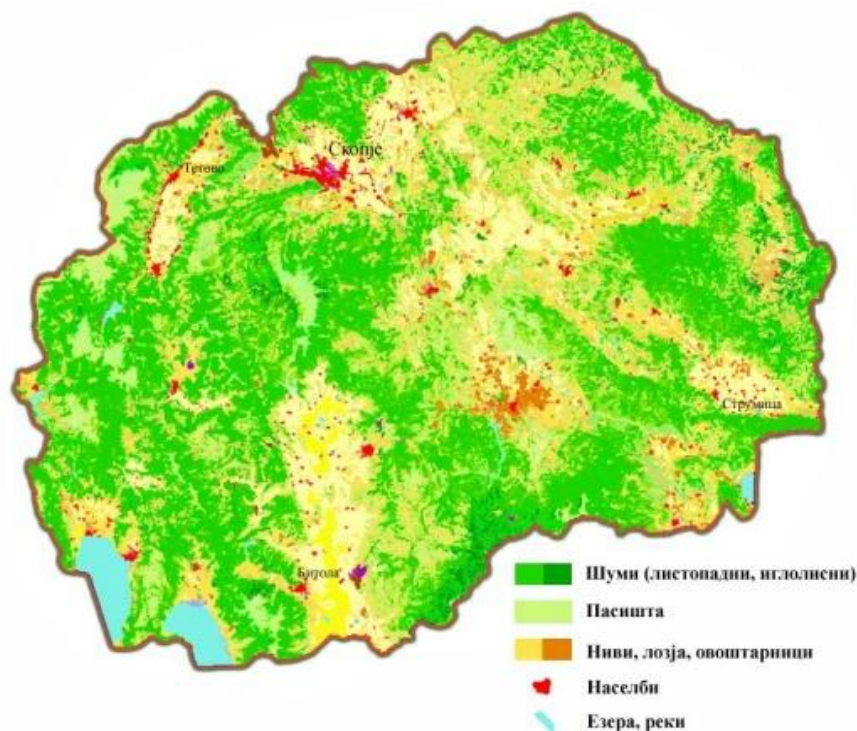 Скопје
Тетово
Струмица
Битола
Шуми (листопадни, иглолисни)
Пасишта
Ниви, лозја, овоштарници
Населби
Езера, реки